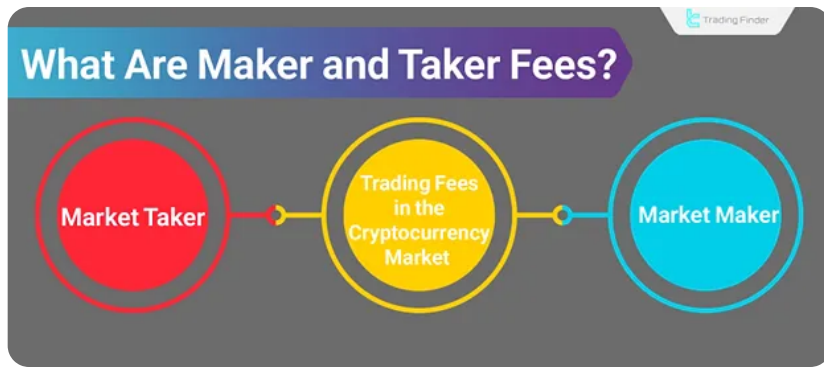 Trading Finder
What Are Maker and Taker Fees?
Market Taker
Trading Fees
in the
Cryptocurrency
Market
Market Maker